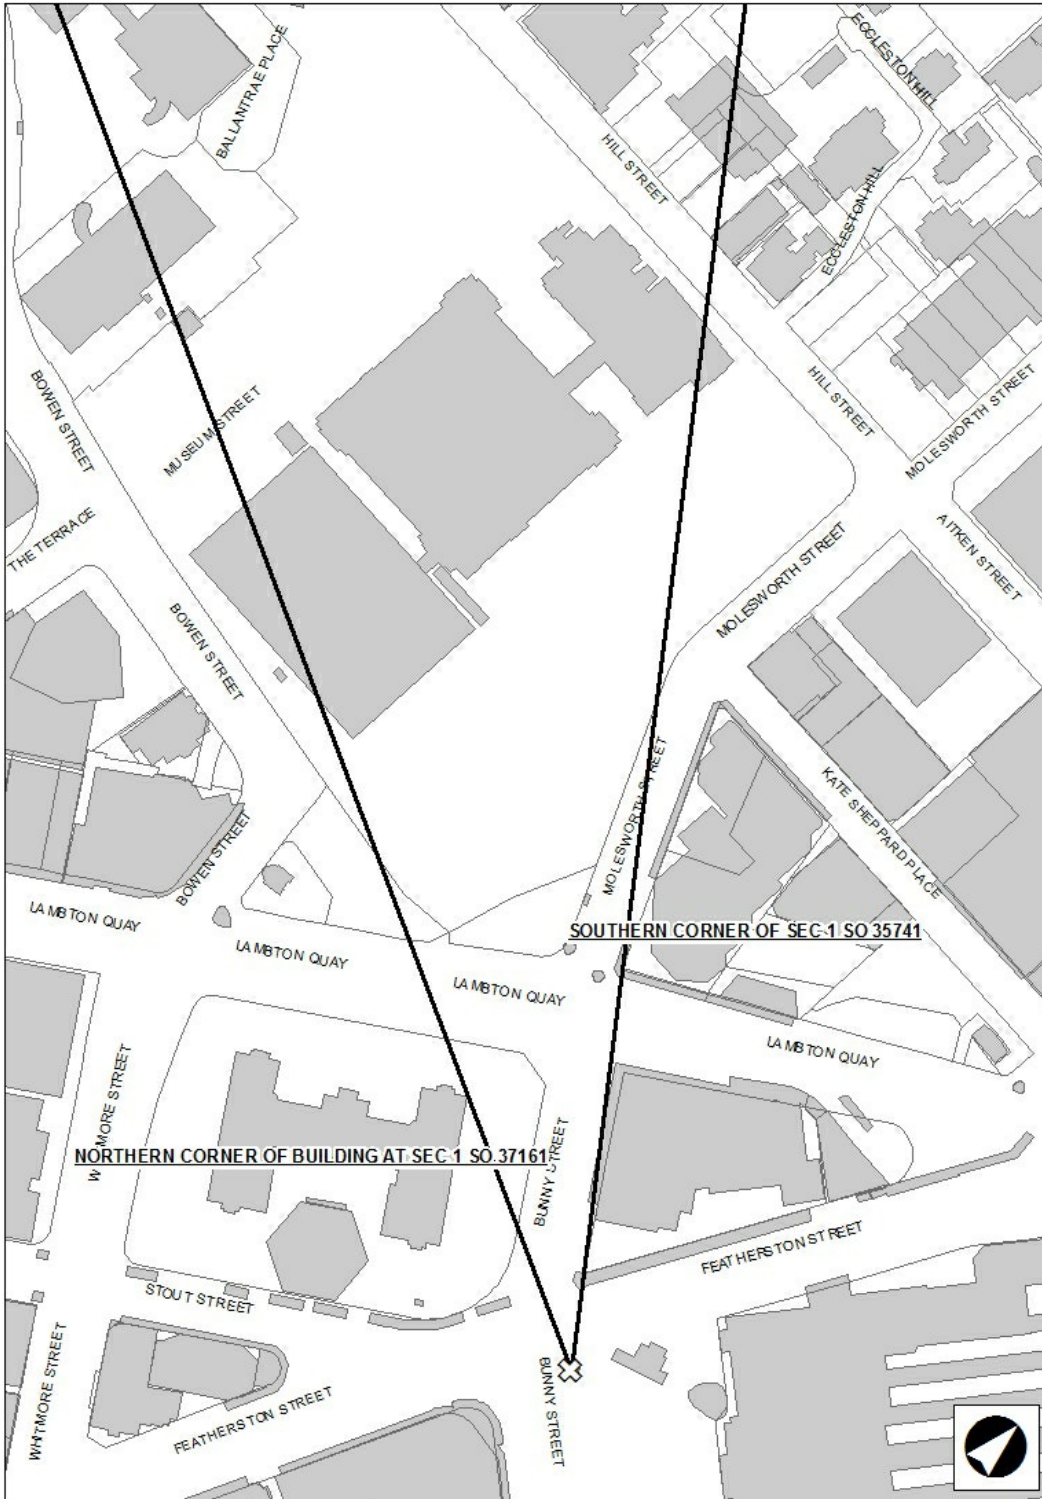 ECCLESTON HILL
BALLANTRAE PLACE
HILL STREET
ECCLESTON HILL
BOWEN STREET
HILL STREET
MOLESWORTH STREET
MUSEUM STREET
THE TERRACE
AITKEN STREET
MOLESWORTH STREET
BOWEN STREET
MOLESWORTH STREET
KATE SHEPPARD PLACE
BOWEN STREET
LAMBTON QUAY
SOUTHERN CORNER OF SEC 1 SO 35741
LAMBTON QUAY
LAMBTON QUAY
LAMBTON QUAY
WHITMORE STREET
NORTHERN CORNER OF BUILDING AT SEC 1 SO 37161
BUNNY STREET
FEATHERSTON STREET
STOUT STREET
WHITMORE STREET
BUNNY STREET
FEATHERSTON STREET